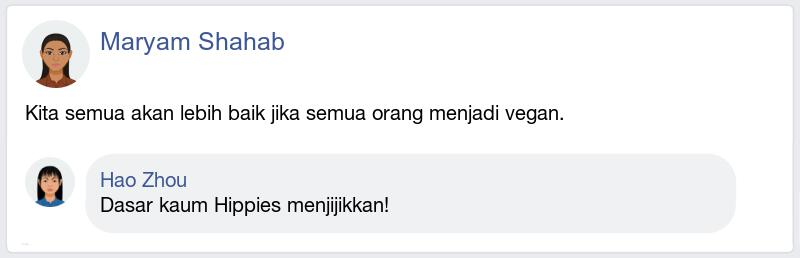 Maryam Shahab
Kita semua akan lebih baik jika semua orang menjadi vegan.
Hao Zhou
Dasar kaum Hippies menjijikkan!